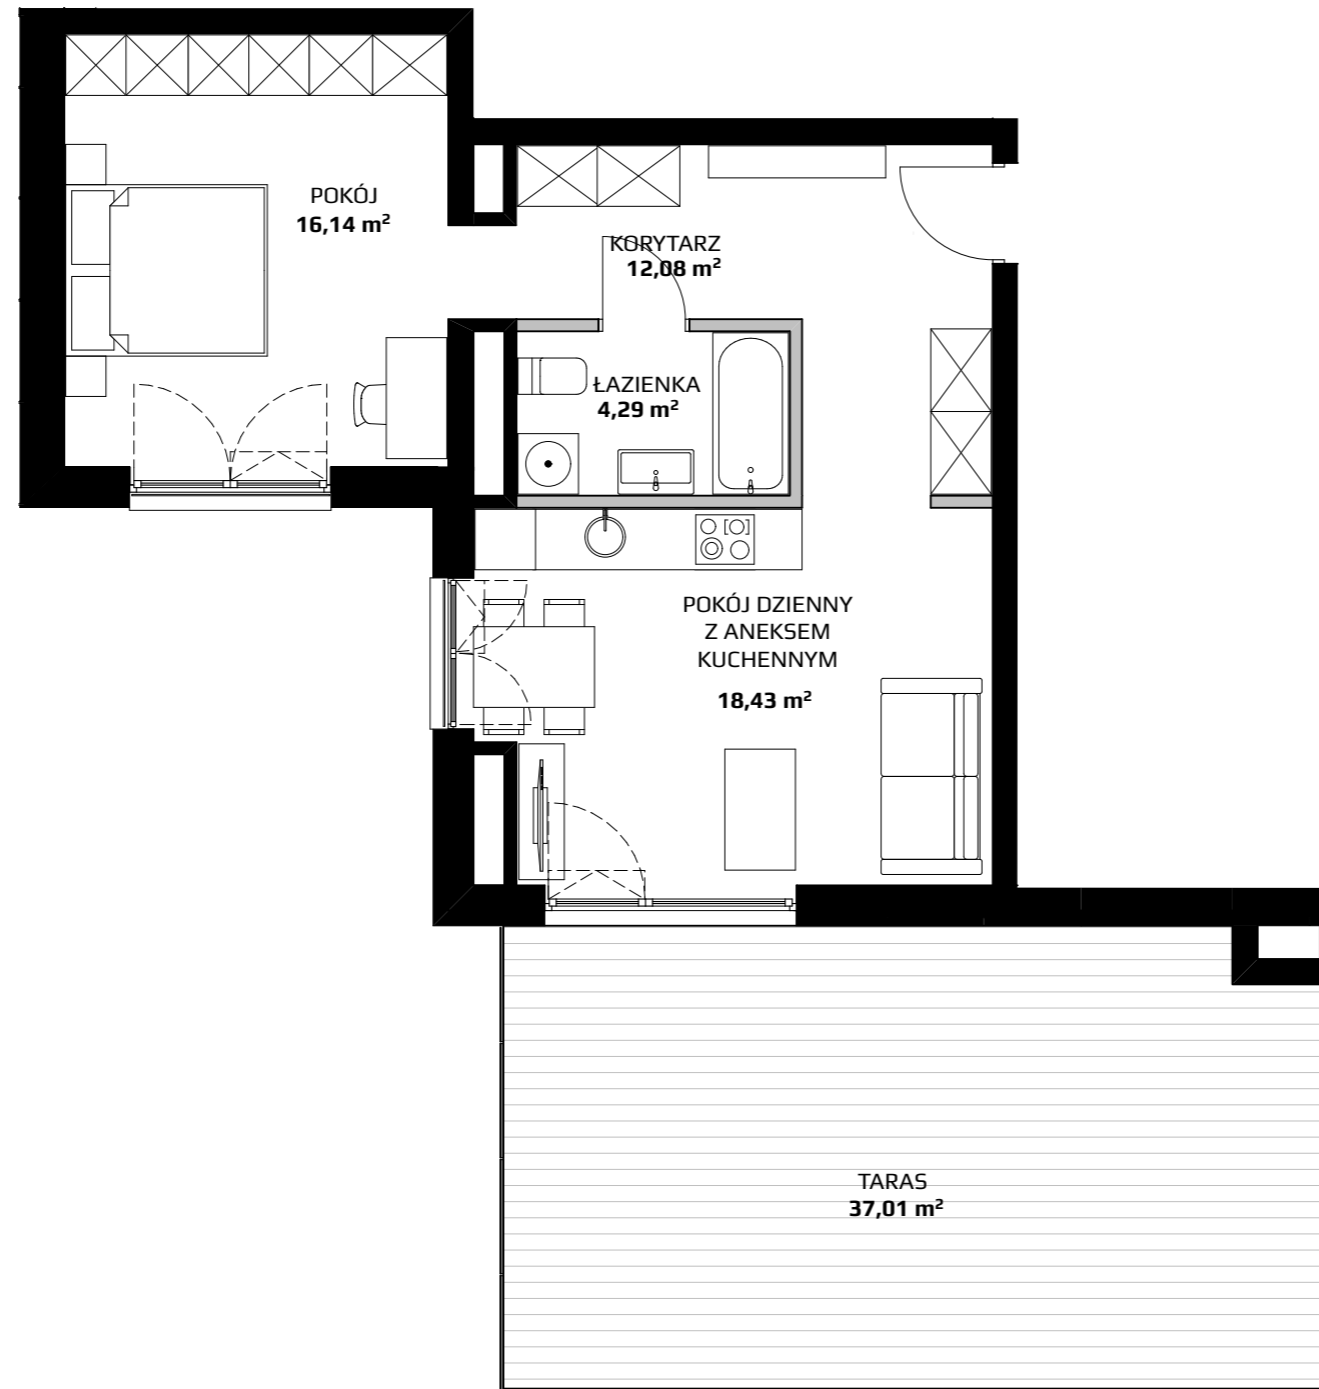 POKÓJ
16,14 m²
KORYTARZ
12,08 m²
ŁAZIENKA
4,29 m²
POKÓJ DZIENNY
Z ANEKSEM
KUCHENNYM
18,43 m²
TARAS
37,01 m²